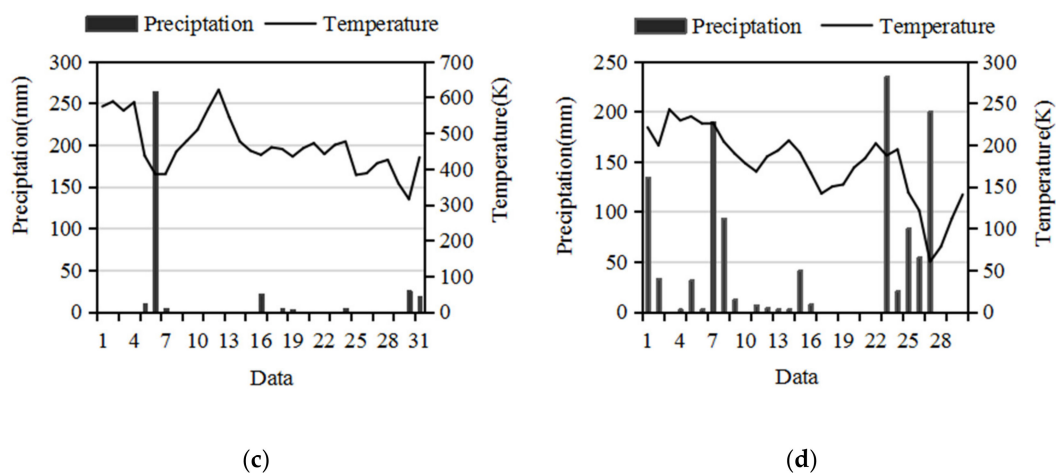 Preciptation Temperature
300 700
250 600
200 500
150 400
100 300
50 200
0 100
0
Preciptation(mm)
Temperature(K)
1 4 7 10 13 16 19 22 25 28 31
Data
(c)
Preciptation Temperature
250 300
200 250
150 200
100 150
50 100
0 50
0
Preciptation(mm)
Temperature(K)
1 4 7 10 13 16 19 22 25 28
Data
(d)